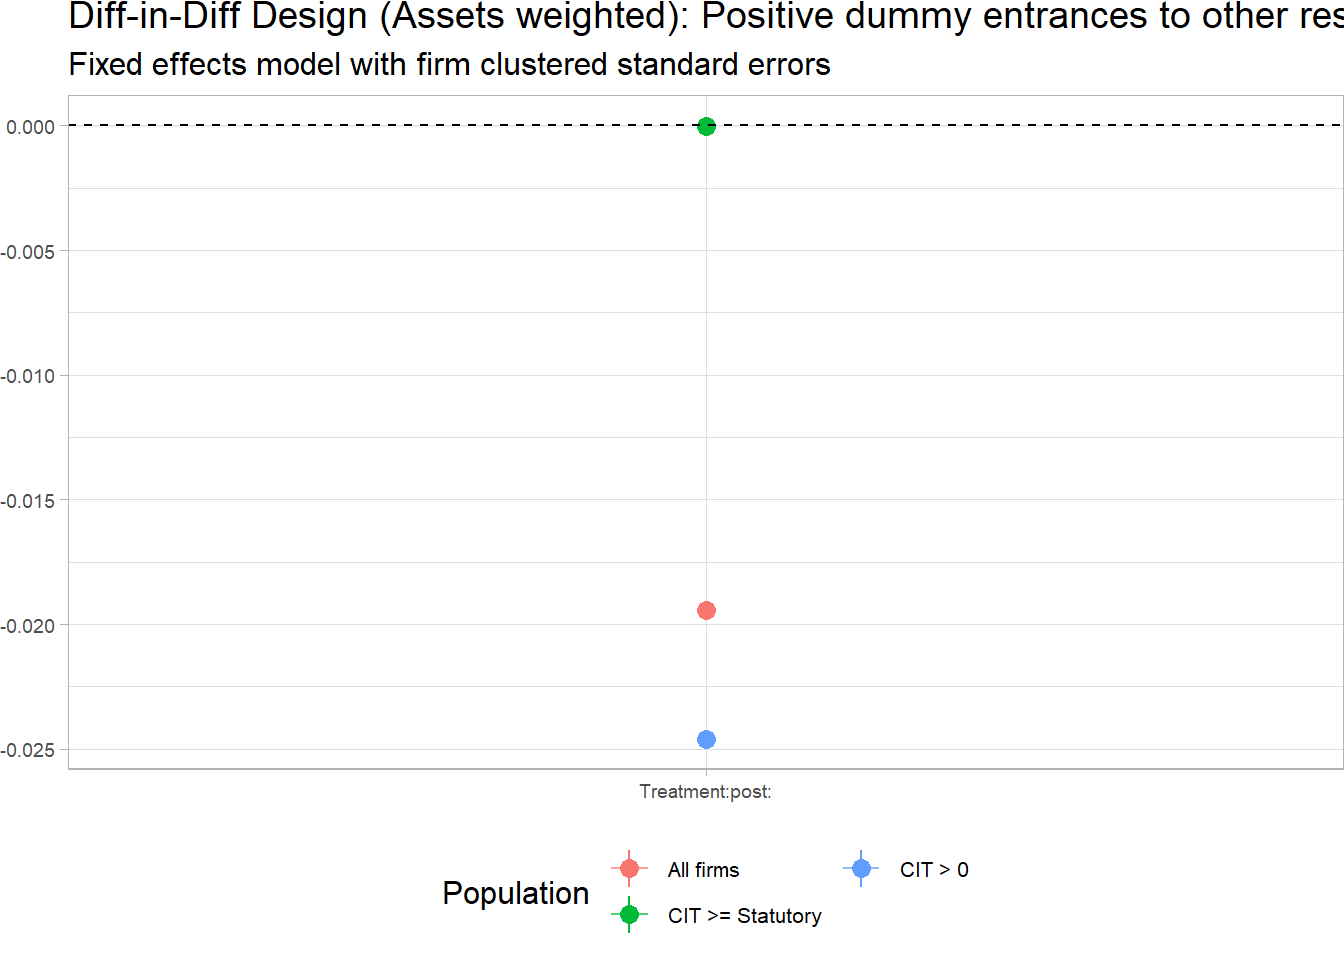 Diff-in-Diff Design (Assets weighted): Positive dummy entrances to other res
Fixed effects model with firm clustered standard errors
0.000
-0.005
-0.010
-0.015
-0.020
-0.025
Treatment:post:
Population
All firms
CIT > 0
CIT >= Statutory